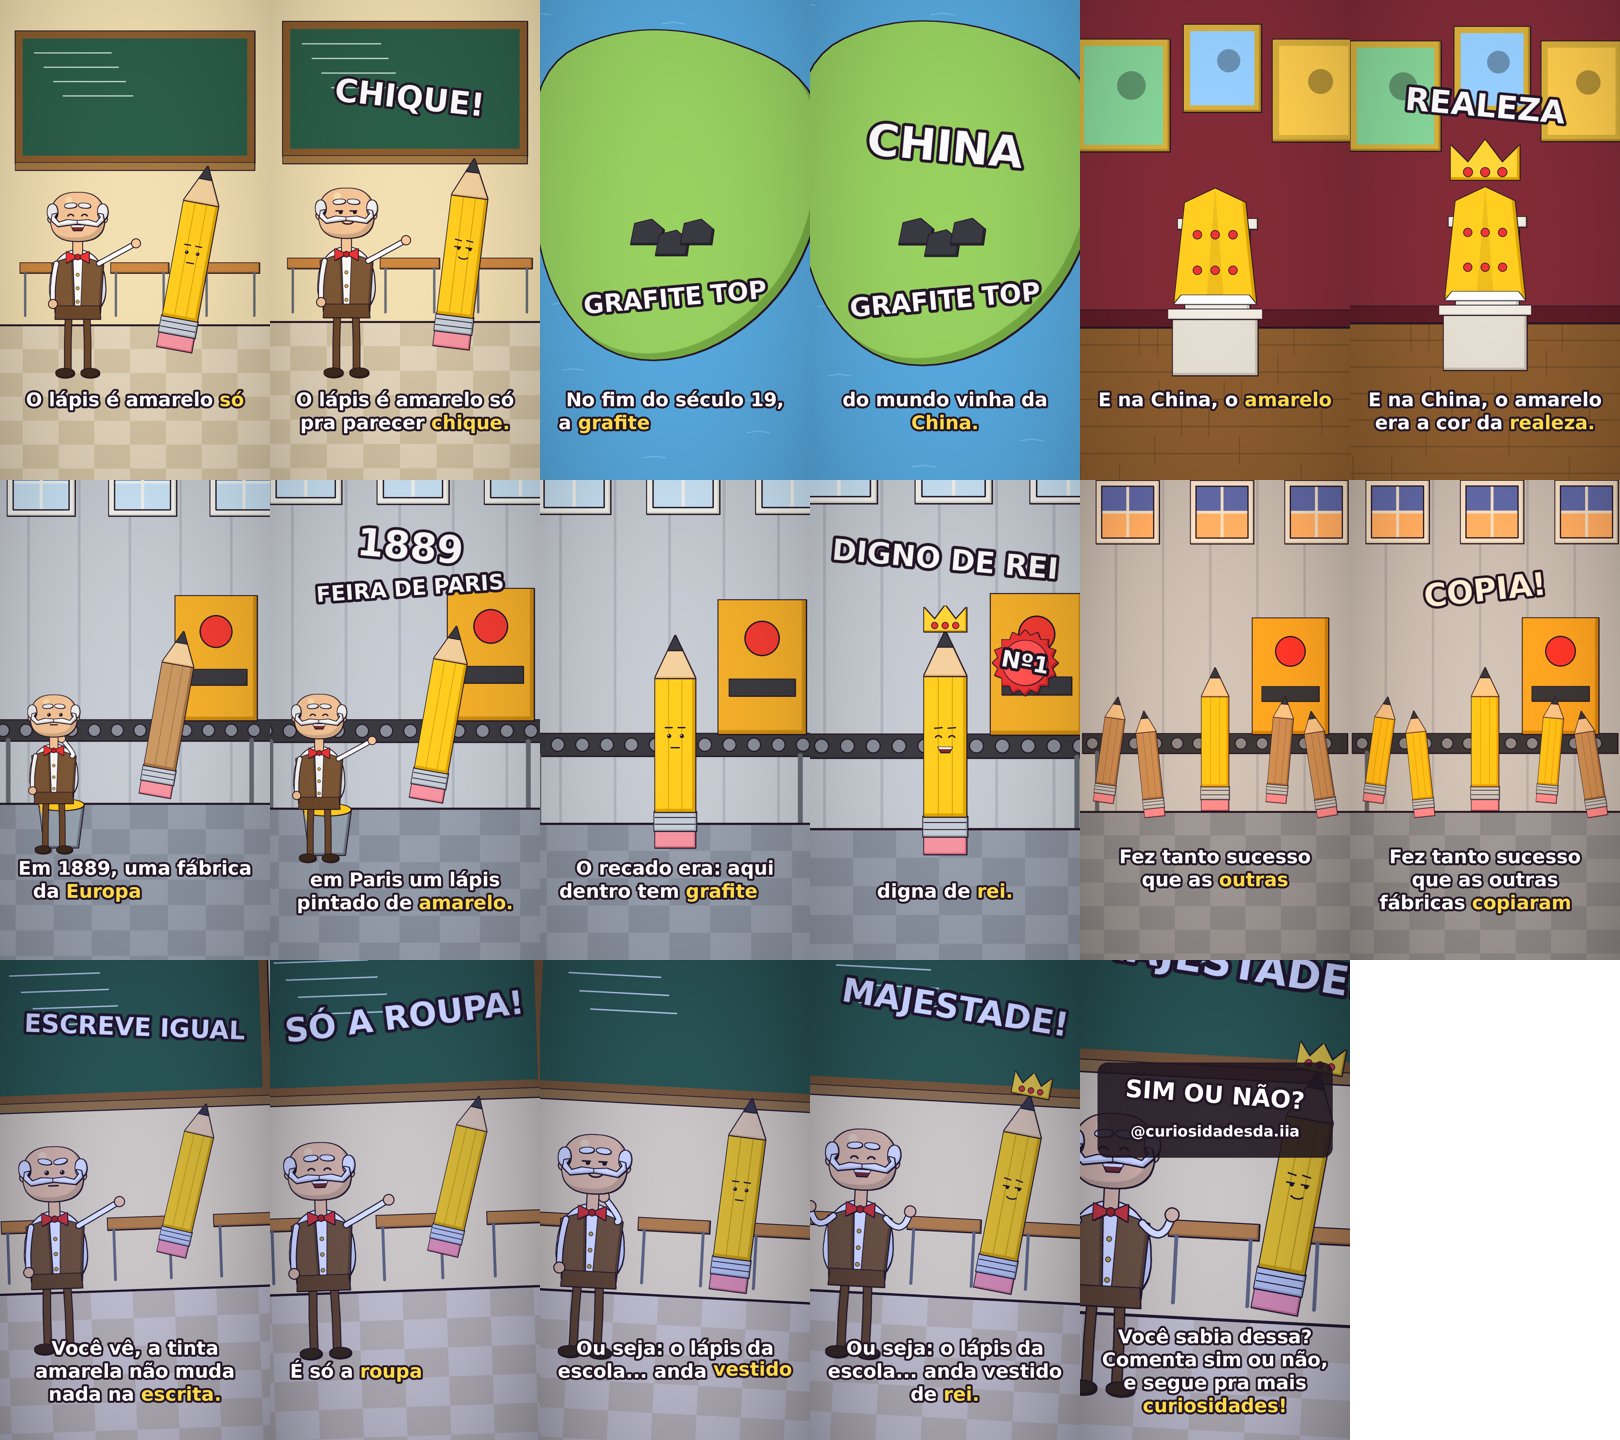 O lápis é amarelo só
CHIQUE!
O lápis é amarelo só
pra parecer chique.
GRAFITE TOP
No fim do século 19,
a grafite
CHINA
GRAFITE TOP
do mundo vinha da
China.
E na China, o amarelo
REALEZA
E na China, o amarelo
era a cor da realeza.
Em 1889, uma fábrica
da Europa
1889
FEIRA DE PARIS
em Paris um lápis
pintado de amarelo.
O recado era: aqui
dentro tem grafite
DIGNO DE REI
Nº1
digna de rei.
Fez tanto sucesso
que as outras
COPIA!
Fez tanto sucesso
que as outras
fábricas copiaram
ESCREVE IGUAL
Você vê, a tinta
amarela não muda
nada na escrita.
SÓ A ROUPA!
É só a roupa
Ou seja: o lápis da
escola... anda vestido
MAJESTADE!
Ou seja: o lápis da
escola... anda vestido
de rei.
AJESTADE
SIM OU NÃO?
@curiosidadesda.iia
Você sabia dessa?
Comenta sim ou não,
e segue pra mais
curiosidades!